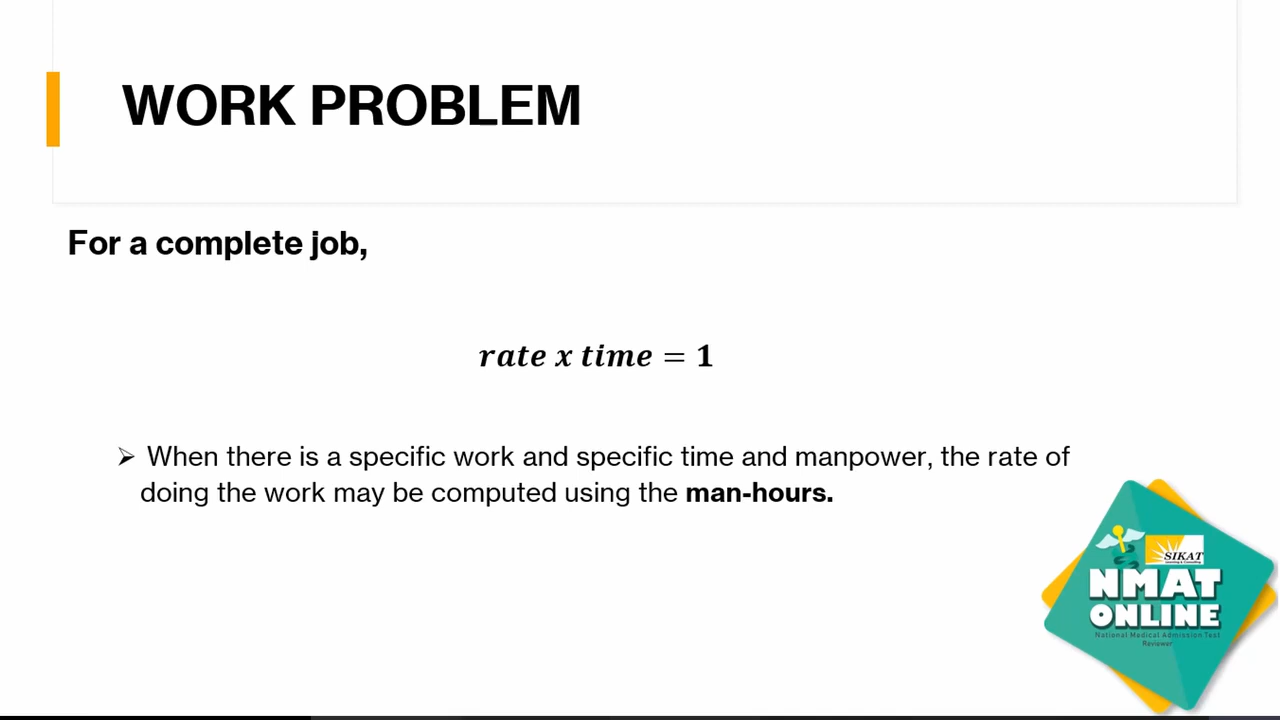 WORK PROBLEM
For a complete job,
rate x time = 1
➢ When there is a specific work and specific time and manpower, the rate of
doing the work may be computed using the man-hours.
SIKAT
NMAT
ONLINE
National Medical Admission Test
Reviewer